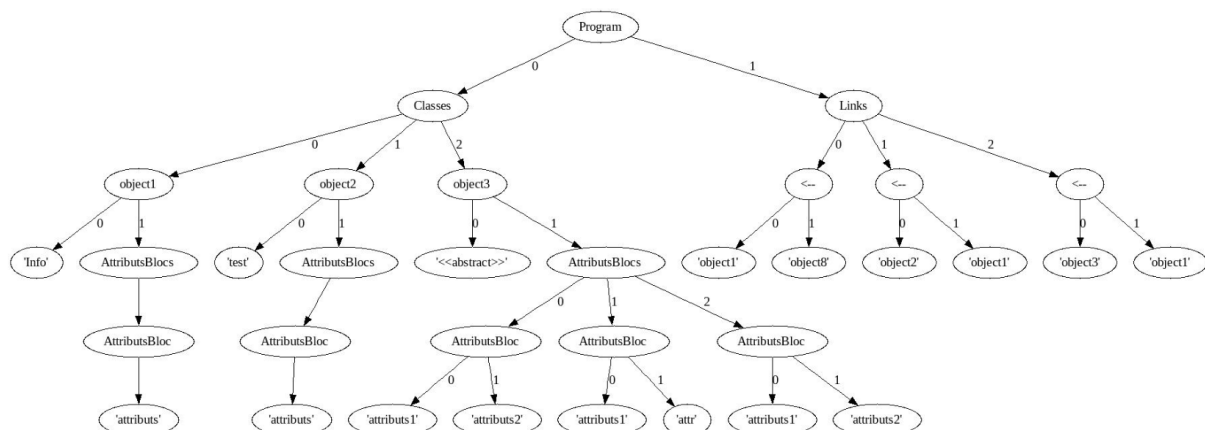 Program
0 1
Classes Links
0 1 2 0 1 2
object1 object2 object3 <-- <-- <--
0 1 0 1 0 1 0 1 0 1 0 1
'Info' AttributsBlocs 'test' AttributsBlocs '<<abstract>>' AttributsBlocs 'object1' 'object8' 'object2' 'object1' 'object3' 'object1'
0 1 2
AttributsBloc AttributsBloc AttributsBloc AttributsBloc AttributsBloc
0 1 0 1 0 1
'attributs' 'attributs' 'attributs1' 'attributs2' 'attributs1' 'attr' 'attributs1' 'attributs2'